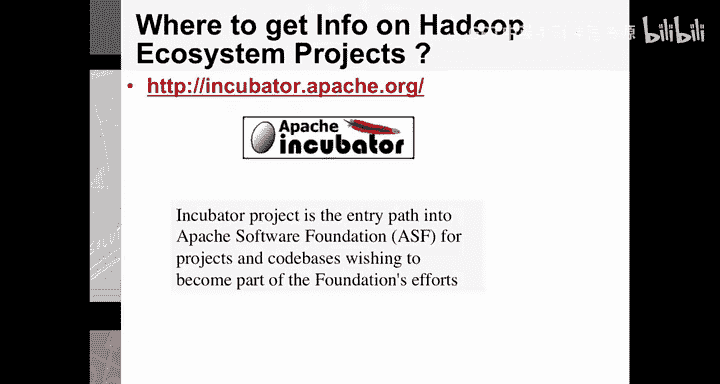 Where to get Info on Hadoop
Ecosystem Projects ?
• http://incubator.apache.org/
Apache
incubator
Incubator project is the entry path into
Apache Software Foundation (ASF) for
projects and codebases wishing to
become part of the Foundation's efforts
bilibili